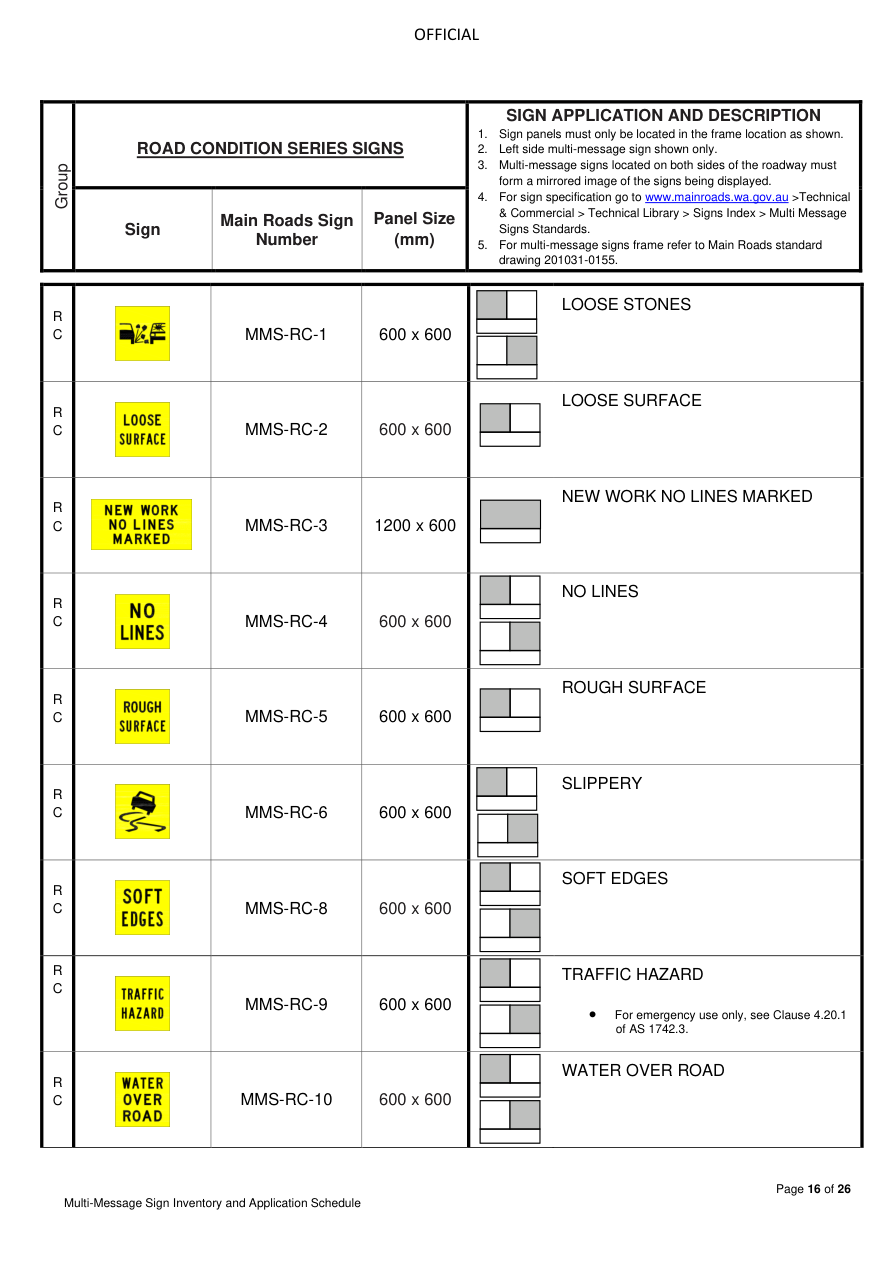 OFFICIAL
Group
ROAD CONDITION SERIES SIGNS
SIGN APPLICATION AND DESCRIPTION
1. Sign panels must only be located in the frame location as shown.
2. Left side multi-message sign shown only.
3. Multi-message signs located on both sides of the roadway must
form a mirrored image of the signs being displayed.
4. For sign specification go to www.mainroads.wa.gov.au >Technical
& Commercial > Technical Library > Signs Index > Multi Message
Signs Standards.
5. For multi-message signs frame refer to Main Roads standard
drawing 201031-0155.
Sign
Main Roads Sign
Number
Panel Size
(mm)
R
C
MMS-RC-1
600 x 600
LOOSE STONES
R
C
LOOSE
SURFACE
MMS-RC-2
600 x 600
LOOSE SURFACE
R
C
NEW WORK
NO LINES
MARKED
MMS-RC-3
1200 x 600
NEW WORK NO LINES MARKED
R
C
NO
LINES
MMS-RC-4
600 x 600
NO LINES
R
C
ROUGH
SURFACE
MMS-RC-5
600 x 600
ROUGH SURFACE
R
C
MMS-RC-6
600 x 600
SLIPPERY
R
C
SOFT
EDGES
MMS-RC-8
600 x 600
SOFT EDGES
R
C
TRAFFIC
HAZARD
MMS-RC-9
600 x 600
TRAFFIC HAZARD
• For emergency use only, see Clause 4.20.1
of AS 1742.3.
R
C
WATER
OVER
ROAD
MMS-RC-10
600 x 600
WATER OVER ROAD
Page 16 of 26
Multi-Message Sign Inventory and Application Schedule